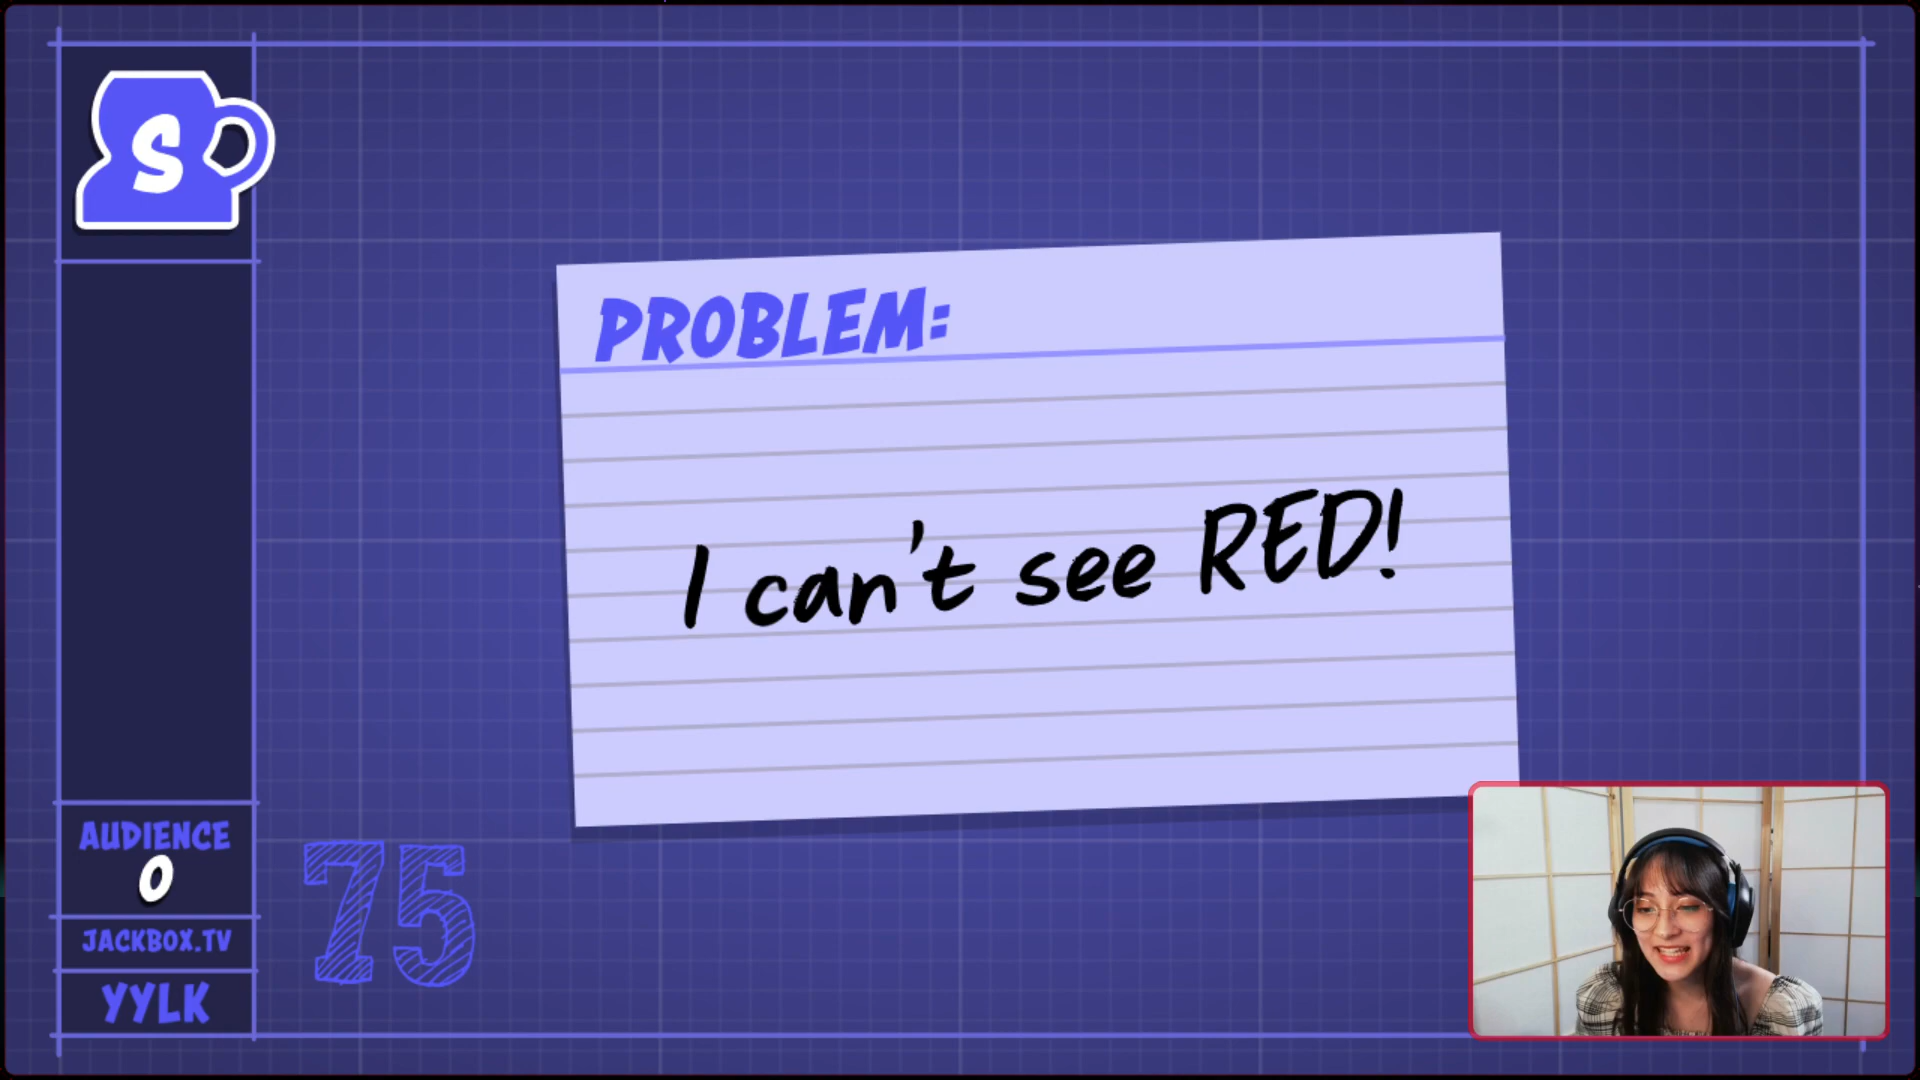 S
PROBLEM:
I can't see RED!
AUDIENCE
0
JACKBOX.TV
YYLK
75